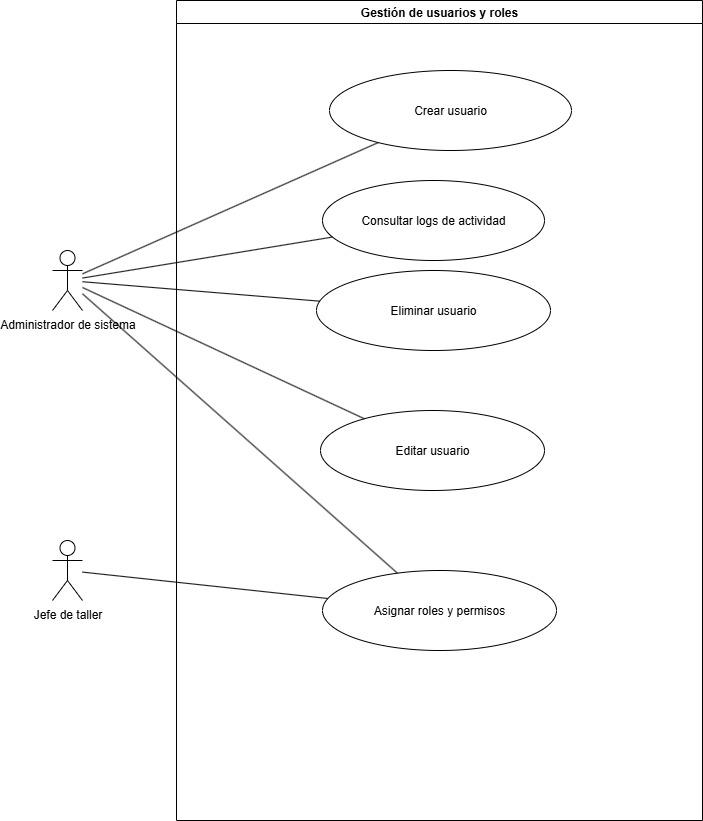 Gestión de usuarios y roles
Crear usuario
Consultar logs de actividad
Eliminar usuario
Administrador de sistema
Editar usuario
Asignar roles y permisos
Jefe de taller